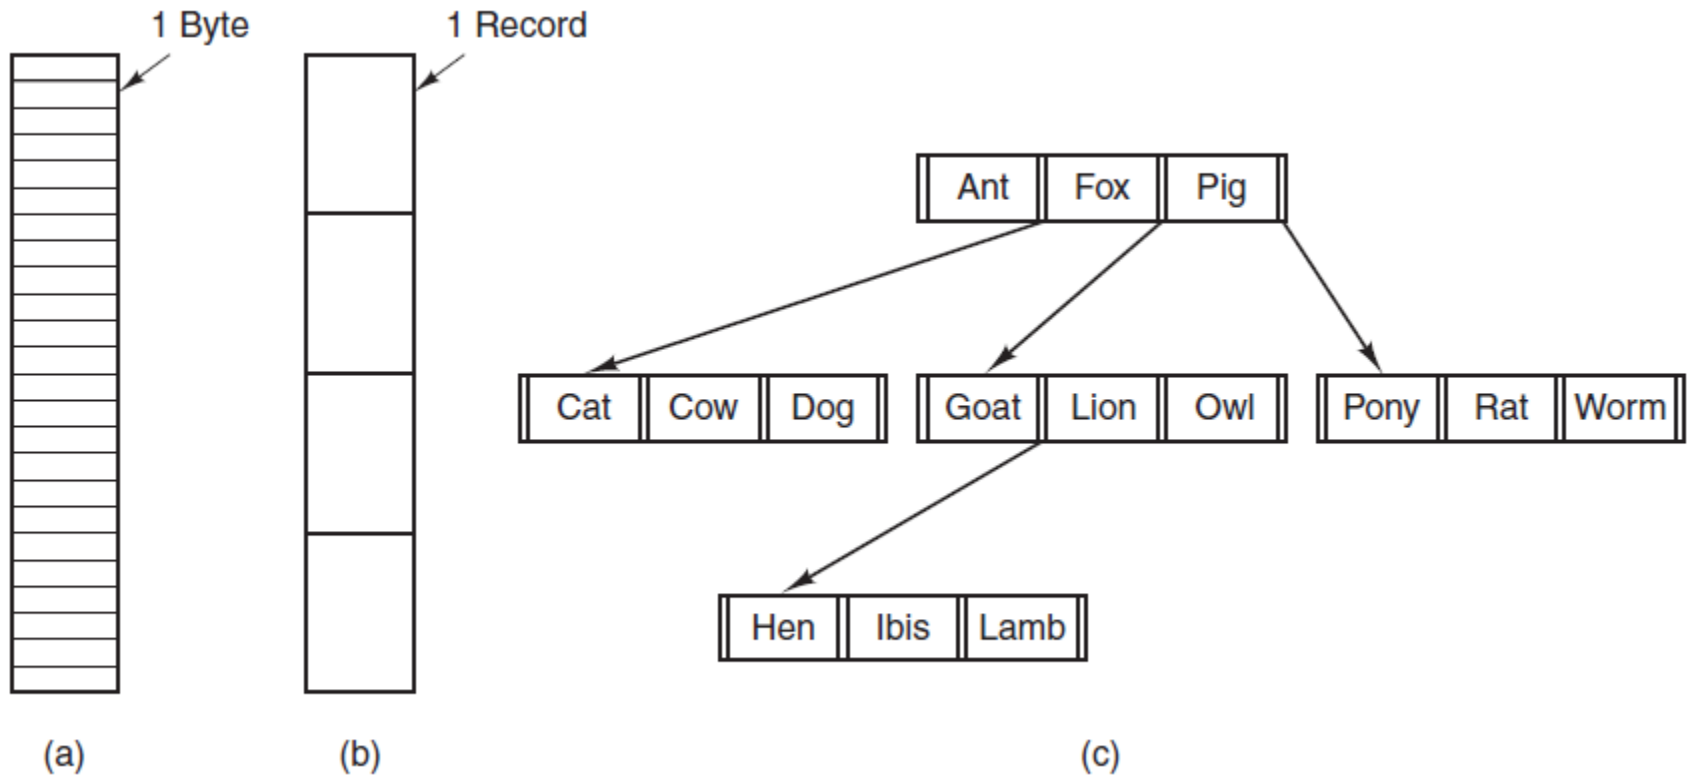 1 Byte
1 Record
Ant Fox Pig
Cat Cow Dog
Goat Lion Owl
Pony Rat Worm
Hen Ibis Lamb
(a)
(b)
(c)